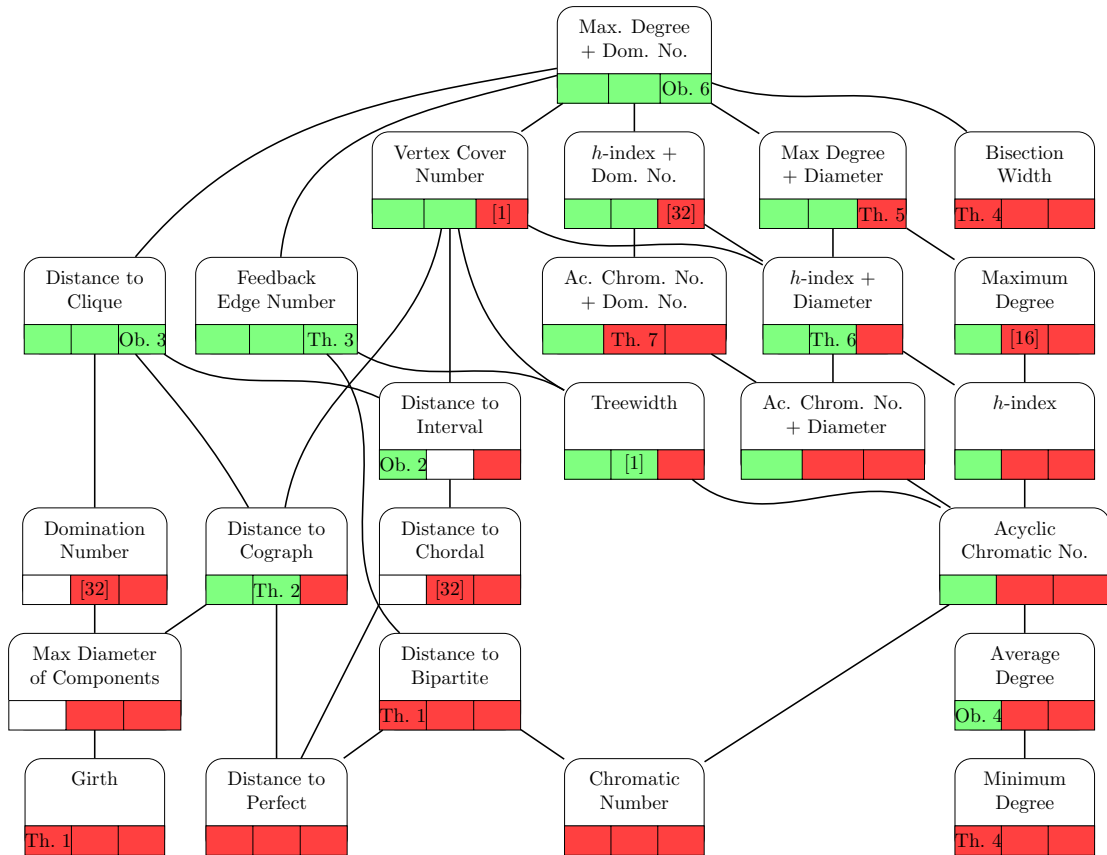 Max. Degree
+ Dom. No.
Ob. 6
Vertex Cover
Number
[1]
h-index +
Dom. No.
[32]
Max Degree
+ Diameter
Th. 5
Bisection
Width
Th. 4
Distance to
Clique
Ob. 3
Feedback
Edge Number
Th. 3
Ac. Chrom. No.
+ Dom. No.
Th. 7
h-index +
Diameter
Th. 6
Maximum
Degree
[16]
Distance to
Interval
Ob. 2
Treewidth
[1]
Ac. Chrom. No.
+ Diameter
h-index
Domination
Number
[32]
Distance to
Cograph
Th. 2
Distance to
Chordal
[32]
Acyclic
Chromatic No.
Max Diameter
of Components
Distance to
Bipartite
Th. 1
Average
Degree
Ob. 4
Girth
Th. 1
Distance to
Perfect
Chromatic
Number
Minimum
Degree
Th. 4